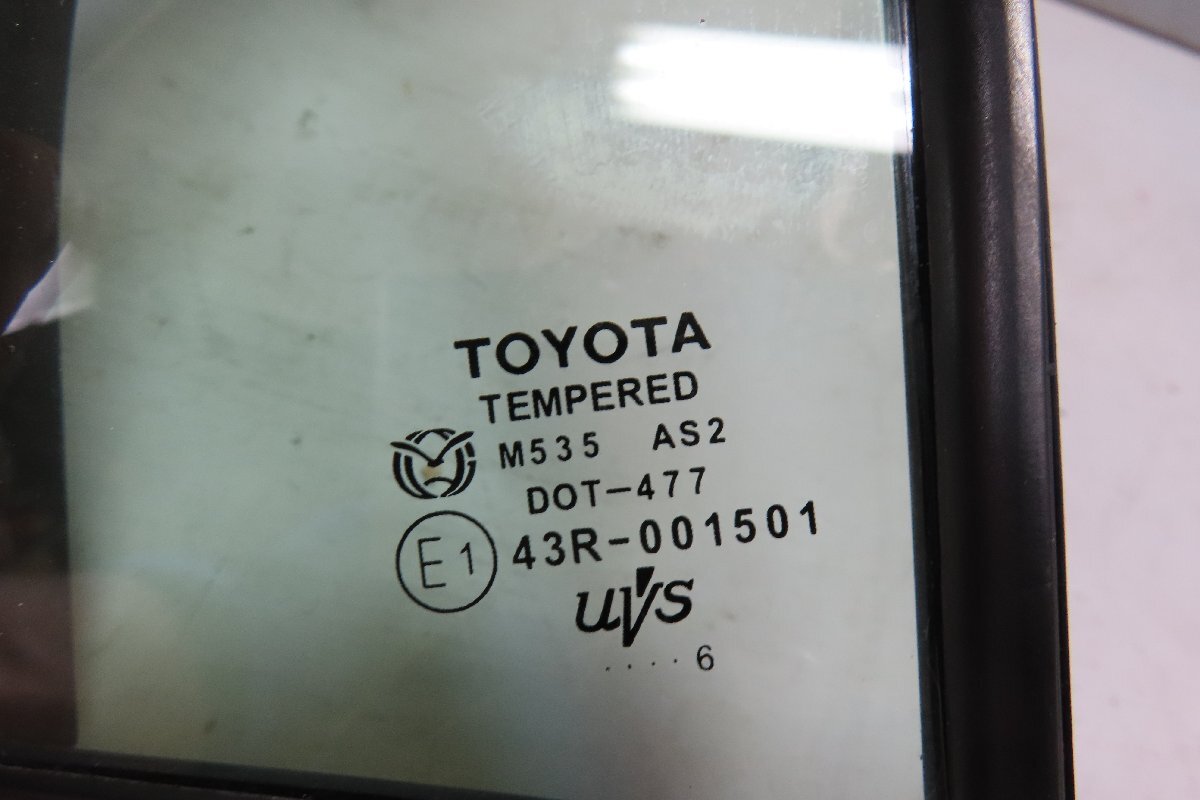 TOYOTA
TEMPERED
M535 AS2
DOT-477
E1 43R-001501
uVs
....6